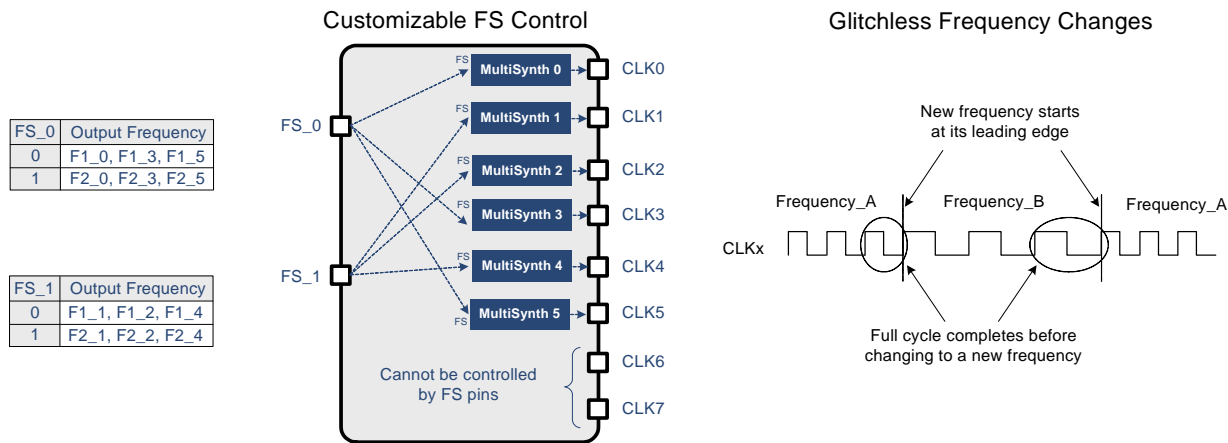 Customizable FS Control
Glitchless Frequency Changes
FS_0 Output Frequency
0 F1_0, F1_3, F1_5
1 F2_0, F2_3, F2_5
FS_1 Output Frequency
0 F1_1, F1_2, F1_4
1 F2_1, F2_2, F2_4
FS_0
FS_1
FS MultiSynth 0 CLK0
FS MultiSynth 1 CLK1
FS MultiSynth 2 CLK2
FS MultiSynth 3 CLK3
FS MultiSynth 4 CLK4
FS MultiSynth 5 CLK5
Cannot be controlled
by FS pins
CLK6
CLK7
New frequency starts
at its leading edge
Frequency_A Frequency_B Frequency_A
CLKx
Full cycle completes before
changing to a new frequency